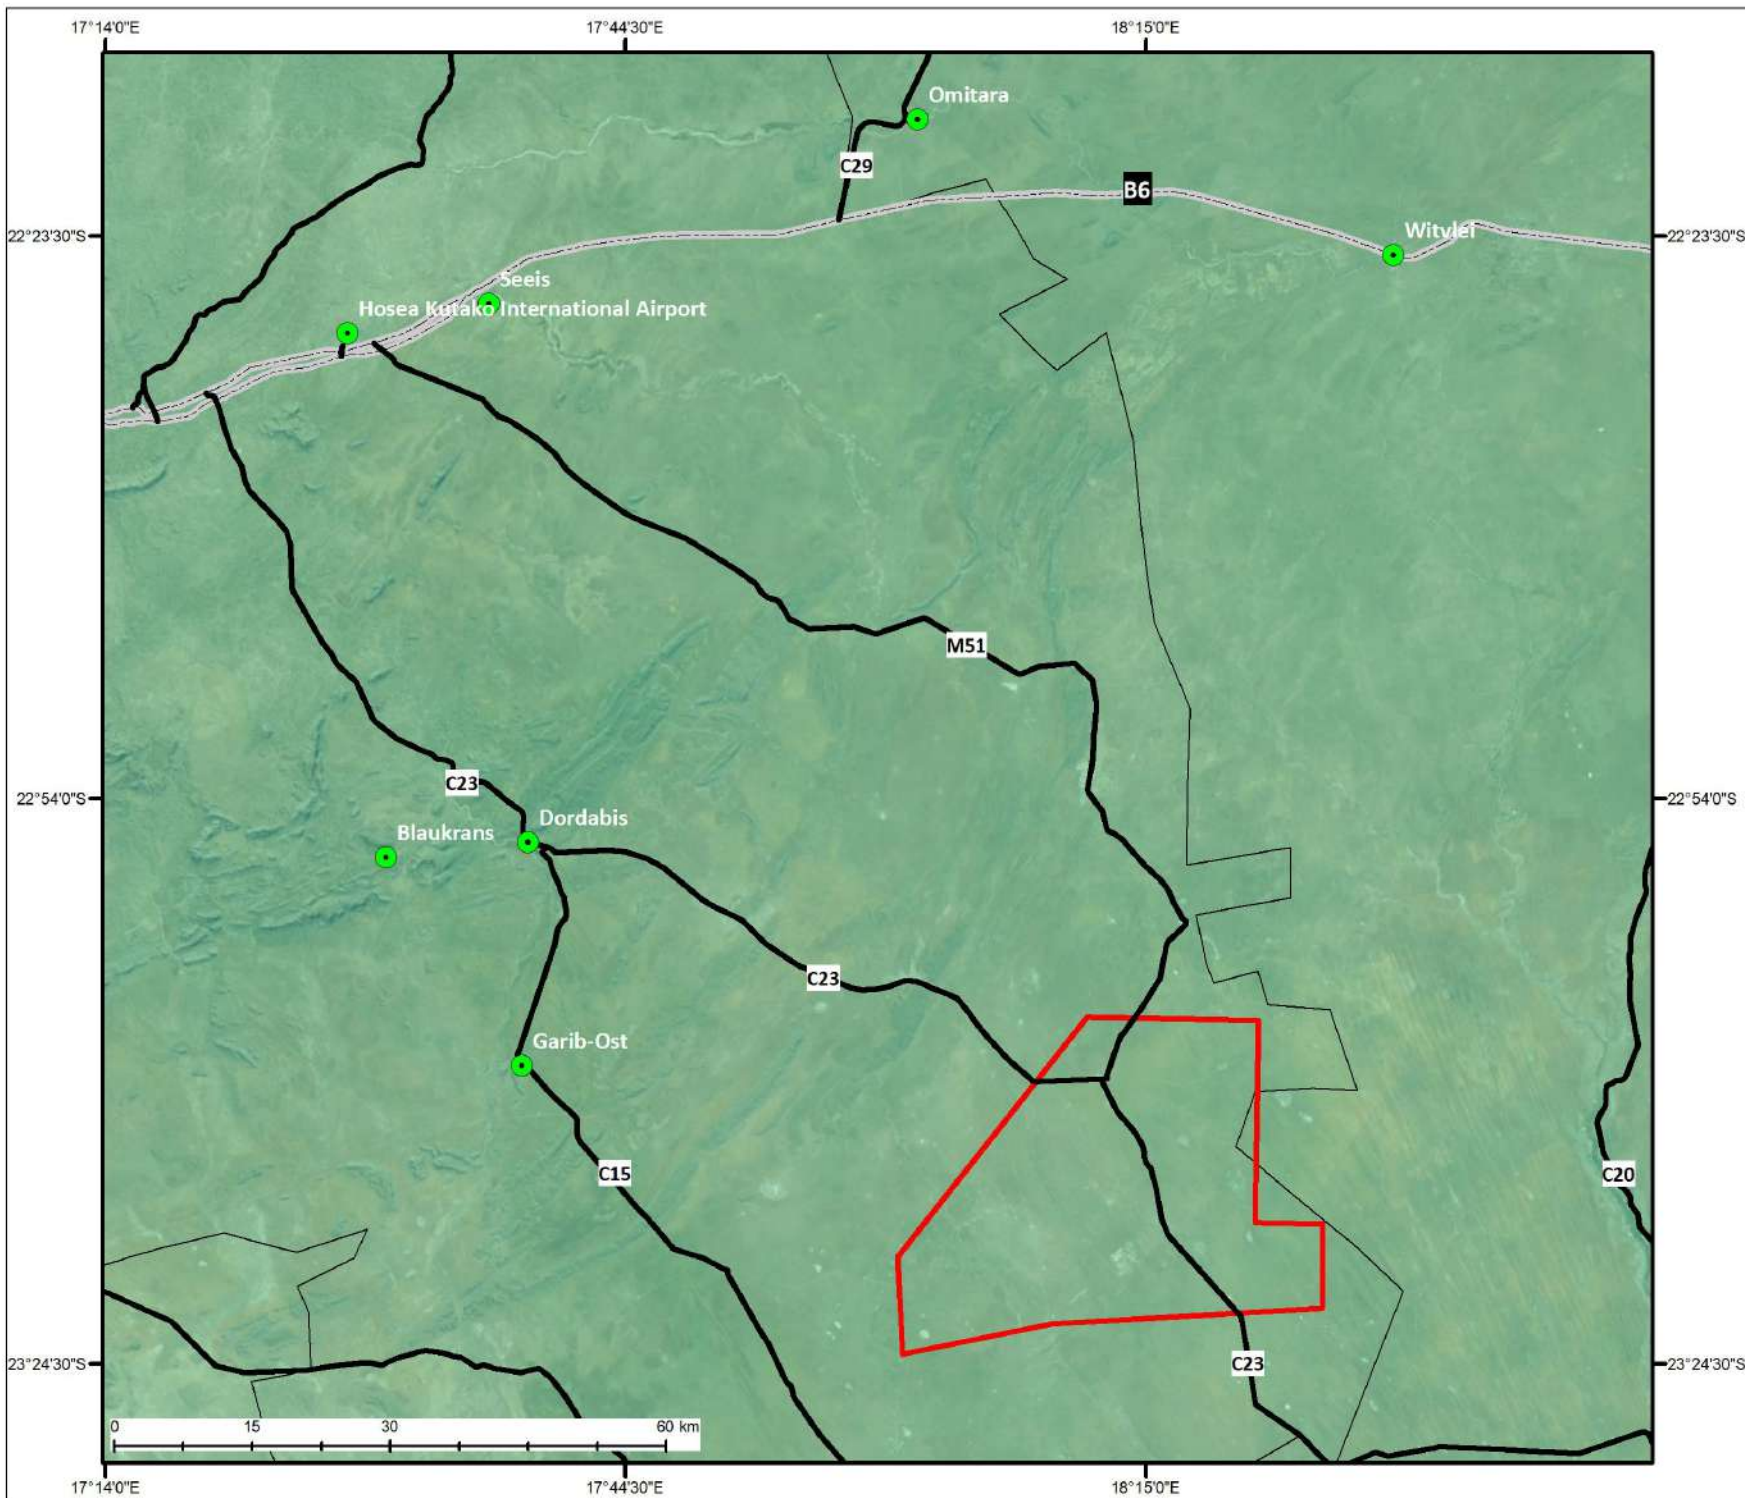 17°14'0"E
17°44'30"E
18°15'0"E
Omitara
C29
B6
22°23'30"S
Witvlei
22°23'30"S
Seeis
Hosea Kutako International Airport
M51
C23
22°54'0"S
22°54'0"S
Dordabis
Blaukrans
C23
Garib-Ost
C15
C20
23°24'30"S
C23
23°24'30"S
0 15 30 60 km
17°14'0"E
17°44'30"E
18°15'0"E